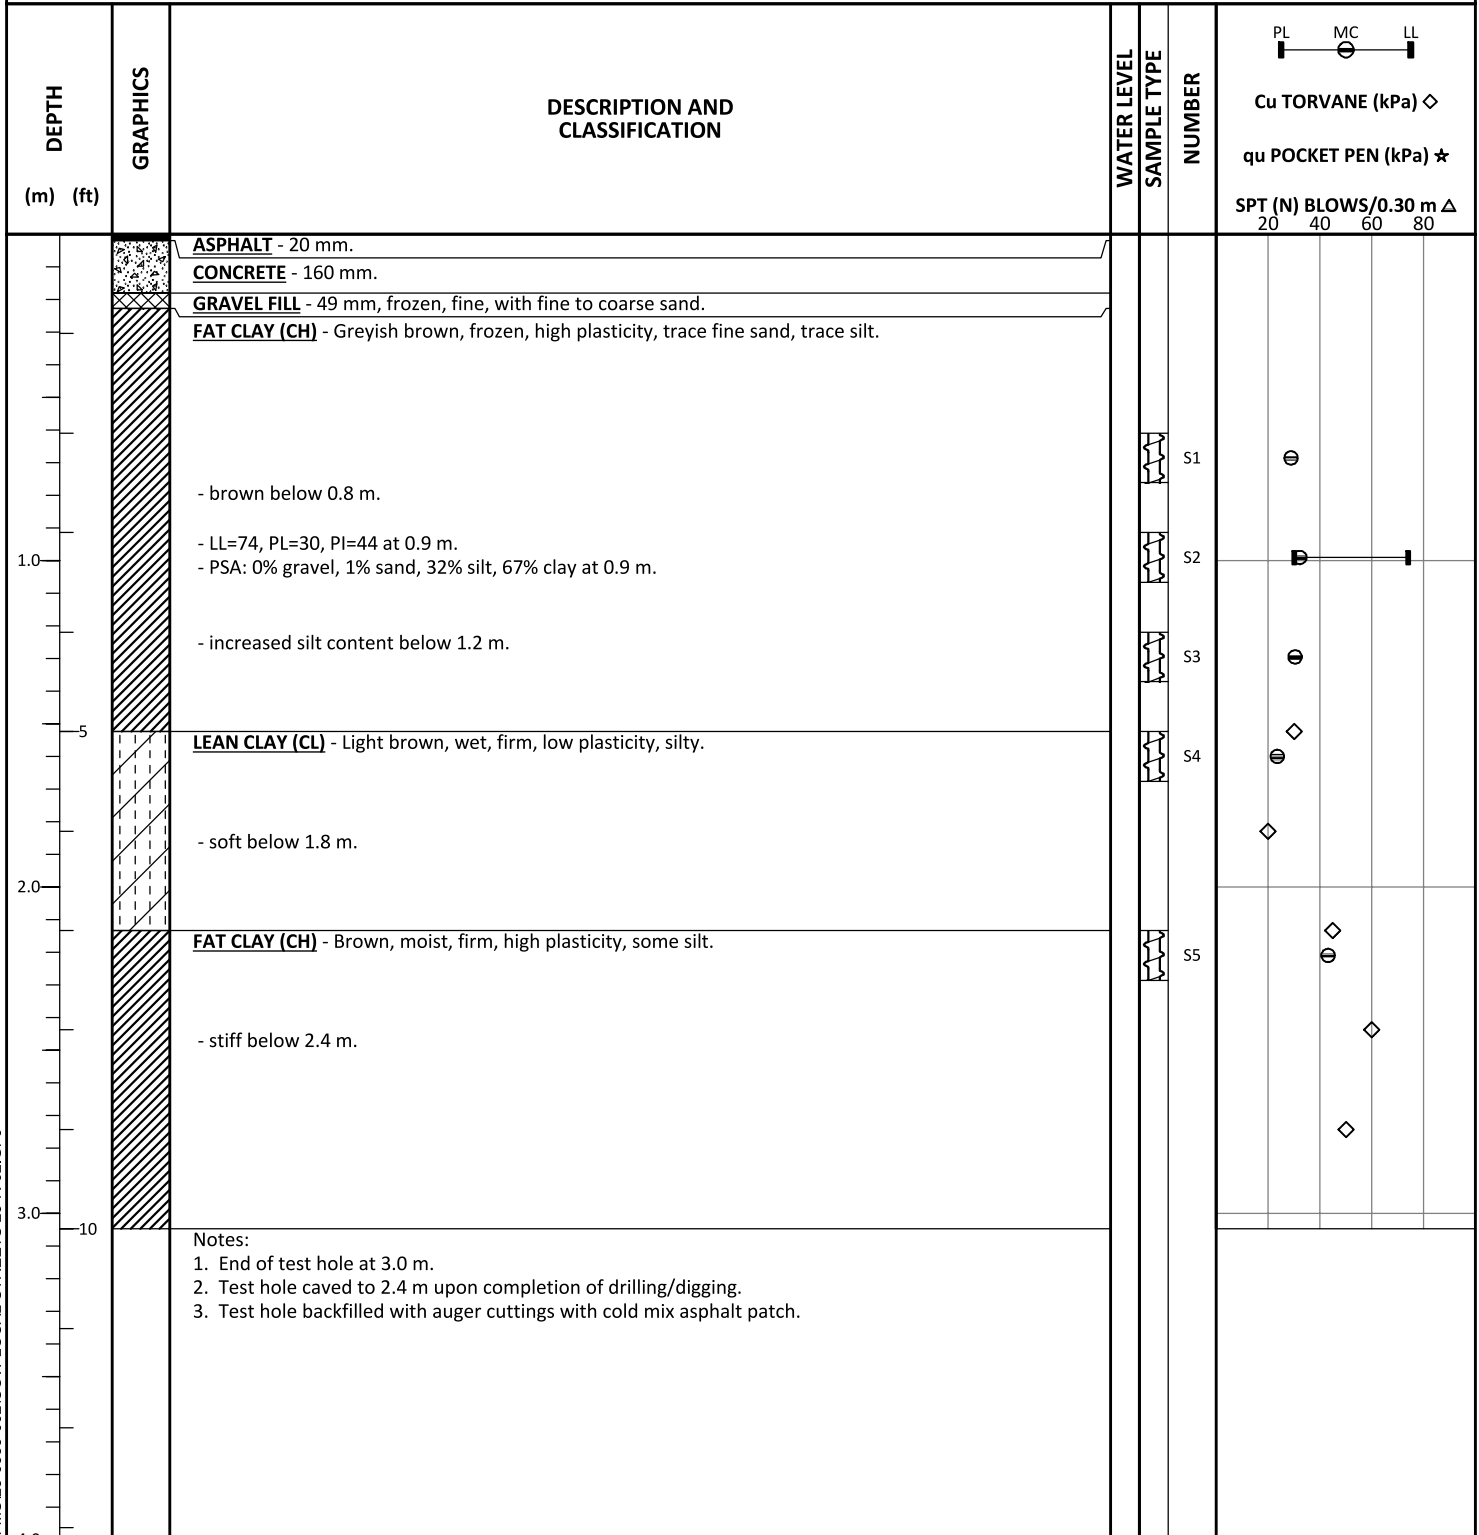 DEPTH
(m) (ft)
GRAPHICS
DESCRIPTION AND
CLASSIFICATION
WATER LEVEL
SAMPLE TYPE
NUMBER
PL MC LL
Cu TORVANE (kPa)
qu POCKET PEN (kPa)
SPT (N) BLOWS/0.30 m
20 40 60 80
ASPHALT - 20 mm.
CONCRETE - 160 mm.
GRAVEL FILL - 49 mm, frozen, fine, with fine to coarse sand.
FAT CLAY (CH) - Greyish brown, frozen, high plasticity, trace fine sand, trace silt.
S1
- brown below 0.8 m.
- LL=74, PL=30, PI=44 at 0.9 m.
1.0
S2
- PSA: 0% gravel, 1% sand, 32% silt, 67% clay at 0.9 m.
- increased silt content below 1.2 m.
S3
5
LEAN CLAY (CL) - Light brown, wet, firm, low plasticity, silty.
S4
- soft below 1.8 m.
2.0
FAT CLAY (CH) - Brown, moist, firm, high plasticity, some silt.
S5
- stiff below 2.4 m.
3.0
10
Notes:
1. End of test hole at 3.0 m.
2. Test hole caved to 2.4 m upon completion of drilling/digging.
3. Test hole backfilled with auger cuttings with cold mix asphalt patch.